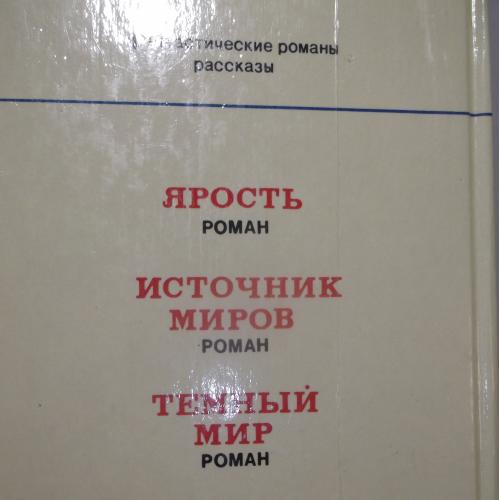 романы
рассказы
ЯРОСТЬ
РОМАН
ИСТОЧНИК
МИРОВ
РОМАН
ТЕМНЫЙ
МИР
РОМАН